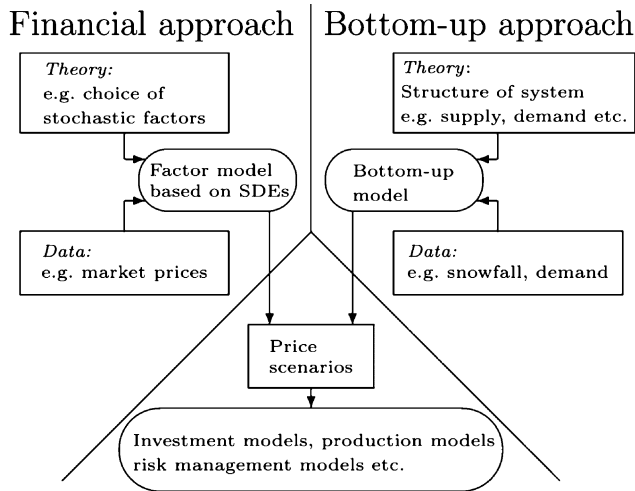 Financial approach
Bottom-up approach
Theory:
e.g. choice of
stochastic factors
Theory:
Structure of system
e.g. supply, demand etc.
Factor model
based on SDEs
Bottom-up
model
Data:
e.g. market prices
Data:
e.g. snowfall, demand
Price
scenarios
Investment models, production models
risk management models etc.